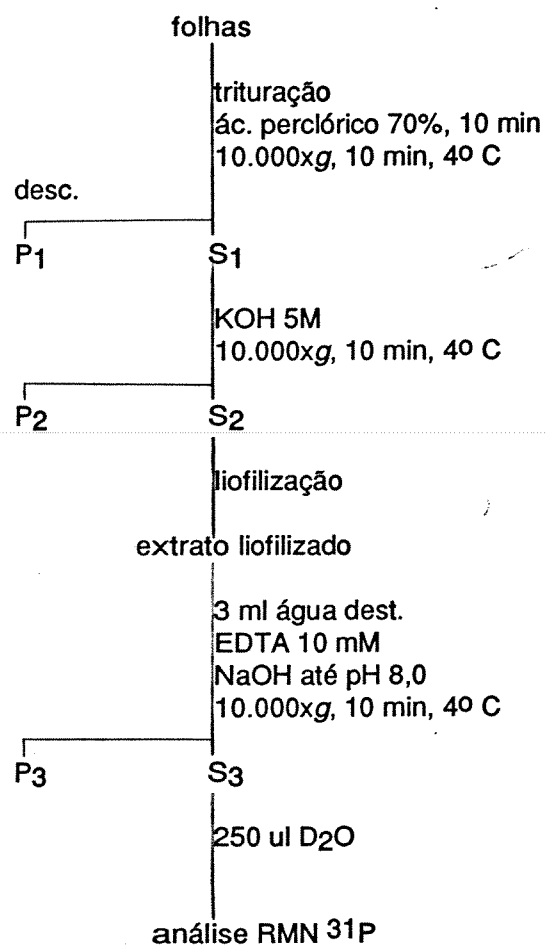 folhas
trituração
ác. perclórico 70%, 10 min
10.000xg, 10 min, 4º C
desc.
P1 S1
KOH 5M
10.000xg, 10 min, 4º C
P2 S2
liofilização
extrato liofilizado
3 ml água dest.
EDTA 10 mM
NaOH até pH 8,0
10.000xg, 10 min, 4º C
P3 S3
250 ul D2O
análise RMN 31P